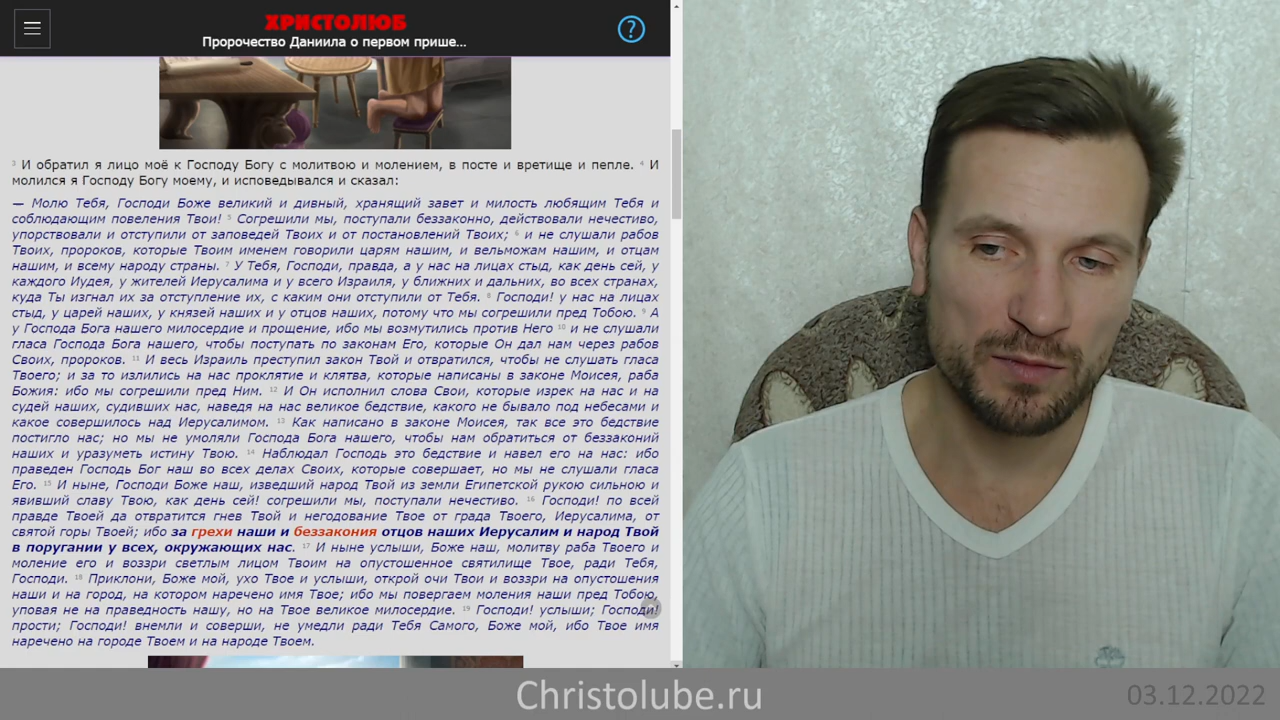 ХРИСТОЛЮБ
Пророчество Даниила о первом прише...
?
3 И обратил я лицо моё к Господу Богу с молитвою и молением, в посте и вретище и пепле. 4 И
молился я Господу Богу моему, и исповедывался и сказал:
— Молю Тебя, Господи Боже великий и дивный, хранящий завет и милость любящим Тебя и
соблюдающим повеления Твои! 5 Согрешили мы, поступали беззаконно, действовали нечестиво,
упорствовали и отступили от заповедей Твоих и от постановлений Твоих; 6 и не слушали рабов
Твоих, пророков, которые Твоим именем говорили царям нашим, и вельможам нашим, и отцам
нашим, и всему народу страны. 7 У Тебя, Господи, правда, а у нас на лицах стыд, как день сей, у
каждого Иудея, у жителей Иерусалима и у всего Израиля, у ближних и дальних, во всех странах,
куда Ты изгнал их за отступление их, с каким они отступили от Тебя. 8 Господи! у нас на лицах
стыд, у царей наших, у князей наших и у отцов наших, потому что мы согрешили пред Тобою. 9 А
у Господа Бога нашего милосердие и прощение, ибо мы возмутились против Него 10 и не слушали
гласа Господа Бога нашего, чтобы поступать по законам Его, которые Он дал нам через рабов
Своих, пророков. 11 И весь Израиль преступил закон Твой и отвратился, чтобы не слушать гласа
Твоего; и за то излились на нас проклятие и клятва, которые написаны в законе Моисея, раба
Божия: ибо мы согрешили пред Ним. 12 И Он исполнил слова Свои, которые изрек на нас и на
судей наших, судивших нас, наведя на нас великое бедствие, какого не бывало под небесами и
какое совершилось над Иерусалимом. 13 Как написано в законе Моисея, так все это бедствие
постигло нас; но мы не умоляли Господа Бога нашего, чтобы нам обратиться от беззаконий
наших и уразуметь истину Твою. 14 Наблюдал Господь это бедствие и навел его на нас: ибо
праведен Господь Бог наш во всех делах Своих, которые совершает, но мы не слушали гласа
Его. 15 И ныне, Господи Боже наш, изведший народ Твой из земли Египетской рукою сильною и
явивший славу Твою, как день сей! согрешили мы, поступали нечестиво. 16 Господи! по всей
правде Твоей да отвратится гнев Твой и негодование Твое от града Твоего, Иерусалима, от
святой горы Твоей; ибо за грехи наши и беззакония отцов наших Иерусалим и народ Твой
в поругании у всех, окружающих нас. 17 И ныне услыши, Боже наш, молитву раба Твоего и
моление его и воззри светлым лицом Твоим на опустошенное святилище Твое, ради Тебя,
Господи. 18 Приклони, Боже мой, ухо Твое и услыши, открой очи Твои и воззри на опустошения
наши и на город, на котором наречено имя Твое; ибо мы повергаем моления наши пред Тобою,
уповая не на праведность нашу, но на Твое великое милосердие. 19 Господи! услыши; Господи!
прости; Господи! внемли и соверши, не умедли ради Тебя Самого, Боже мой, ибо Твое имя
наречено на городе Твоем и на народе Твоем.
Christolube.ru
03.12.2022